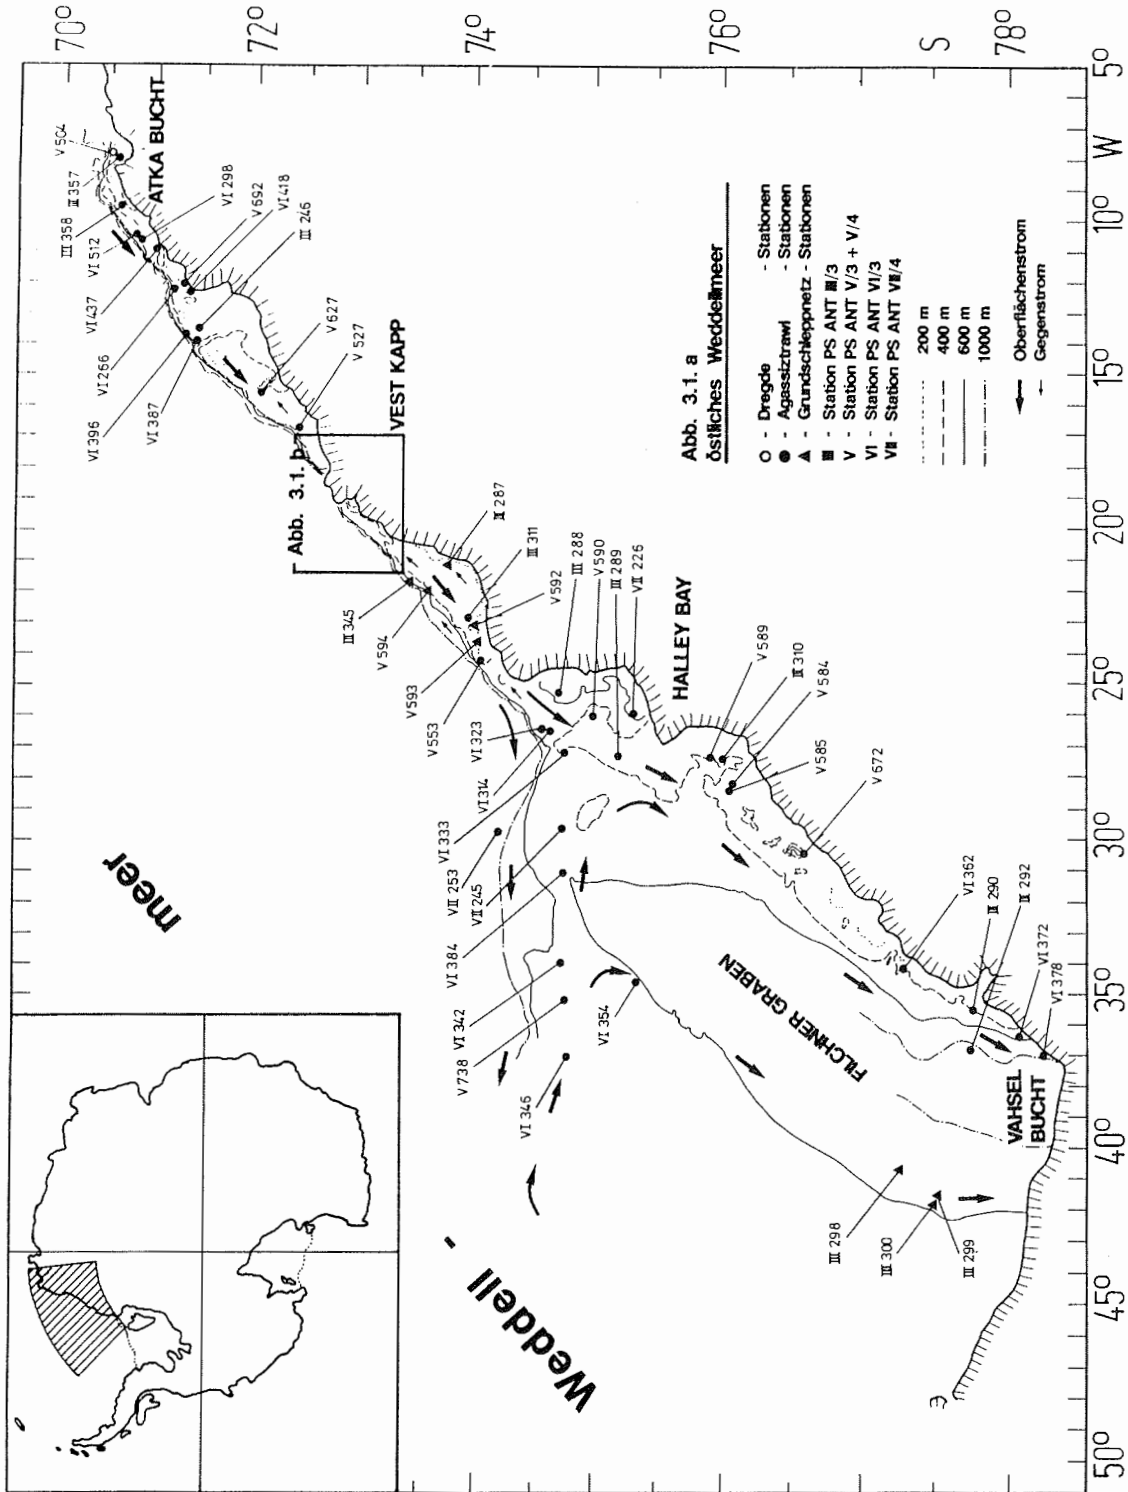 70°
72°
74°
76°
S
78°
5°
W
10°
15°
20°
25°
30°
35°
40°
45°
50°
ATKA BUCHT
V 504
III 357
III 358
VI 512
VI 298
VI 437
V 692
VI 418
III 246
VI 266
VI 396
VI 387
V 627
V 527
VEST KAPP
Abb. 3.1. b
III 287
III 311
III 345
V 594
V 592
V 593
V 553
III 288
V 590
III 289
VII 226
HALLEY BAY
VI 323
VI 314
VI 333
VII 253
VII 245
VI 384
VI 342
V 738
VI 346
VI 354
V 589
III 310
V 584
V 585
V 672
VI 362
III 290
III 292
VI 372
VI 378
FILCHNER GRABEN
VAHSEL
BUCHT
III 298
III 300
III 299
Weddell -
meer
Abb. 3.1. a
östliches Weddellmeer
○ - Dregde - Stationen
● - Agassiztrawl - Stationen
▲ - Grundschleppnetz - Stationen
III - Station PS ANT III/3
V - Station PS ANT V/3 + V/4
VI - Station PS ANT VI/3
VII - Station PS ANT VII/4
200 m
400 m
600 m
1000 m
Oberflächenstrom
Gegenstrom